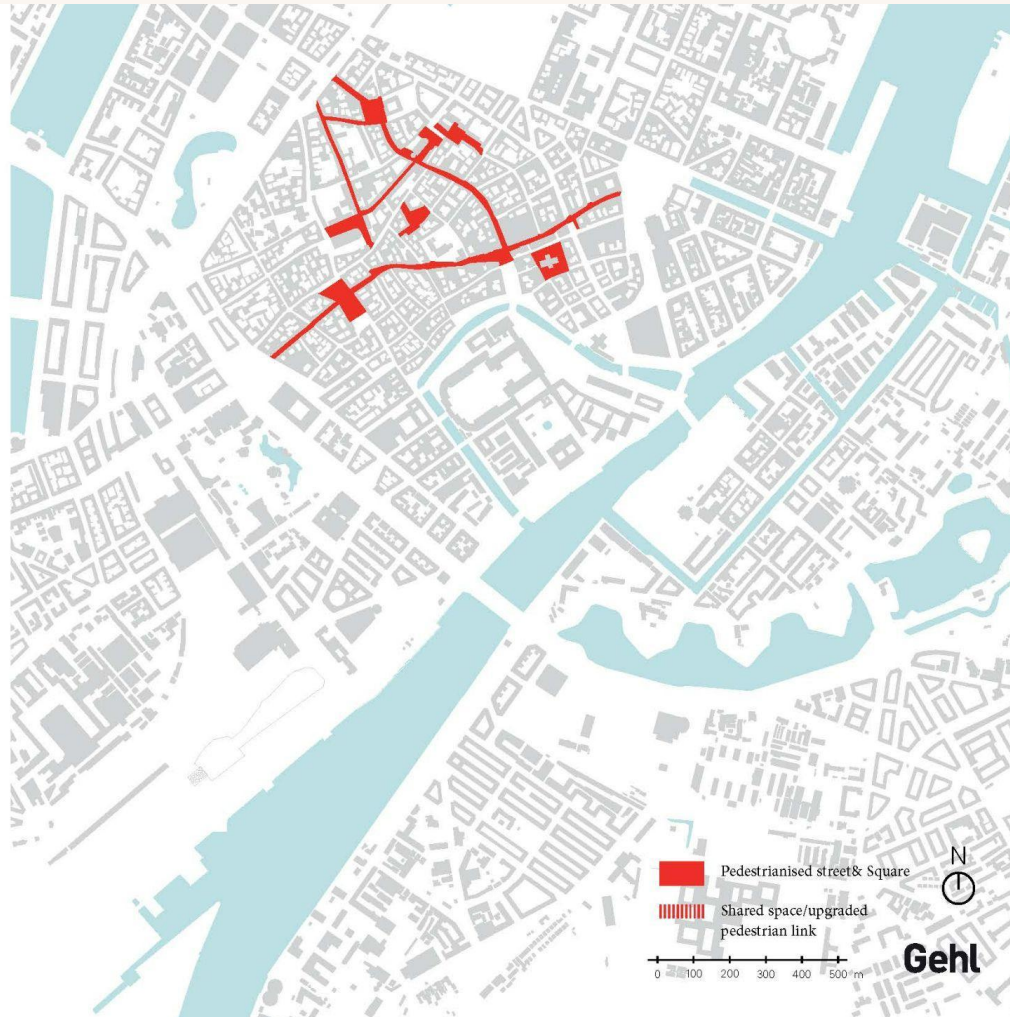 Pedestrianised street& Square
Shared space/upgraded
pedestrian link
0 100 200 300 400 500 m
N
Gehl